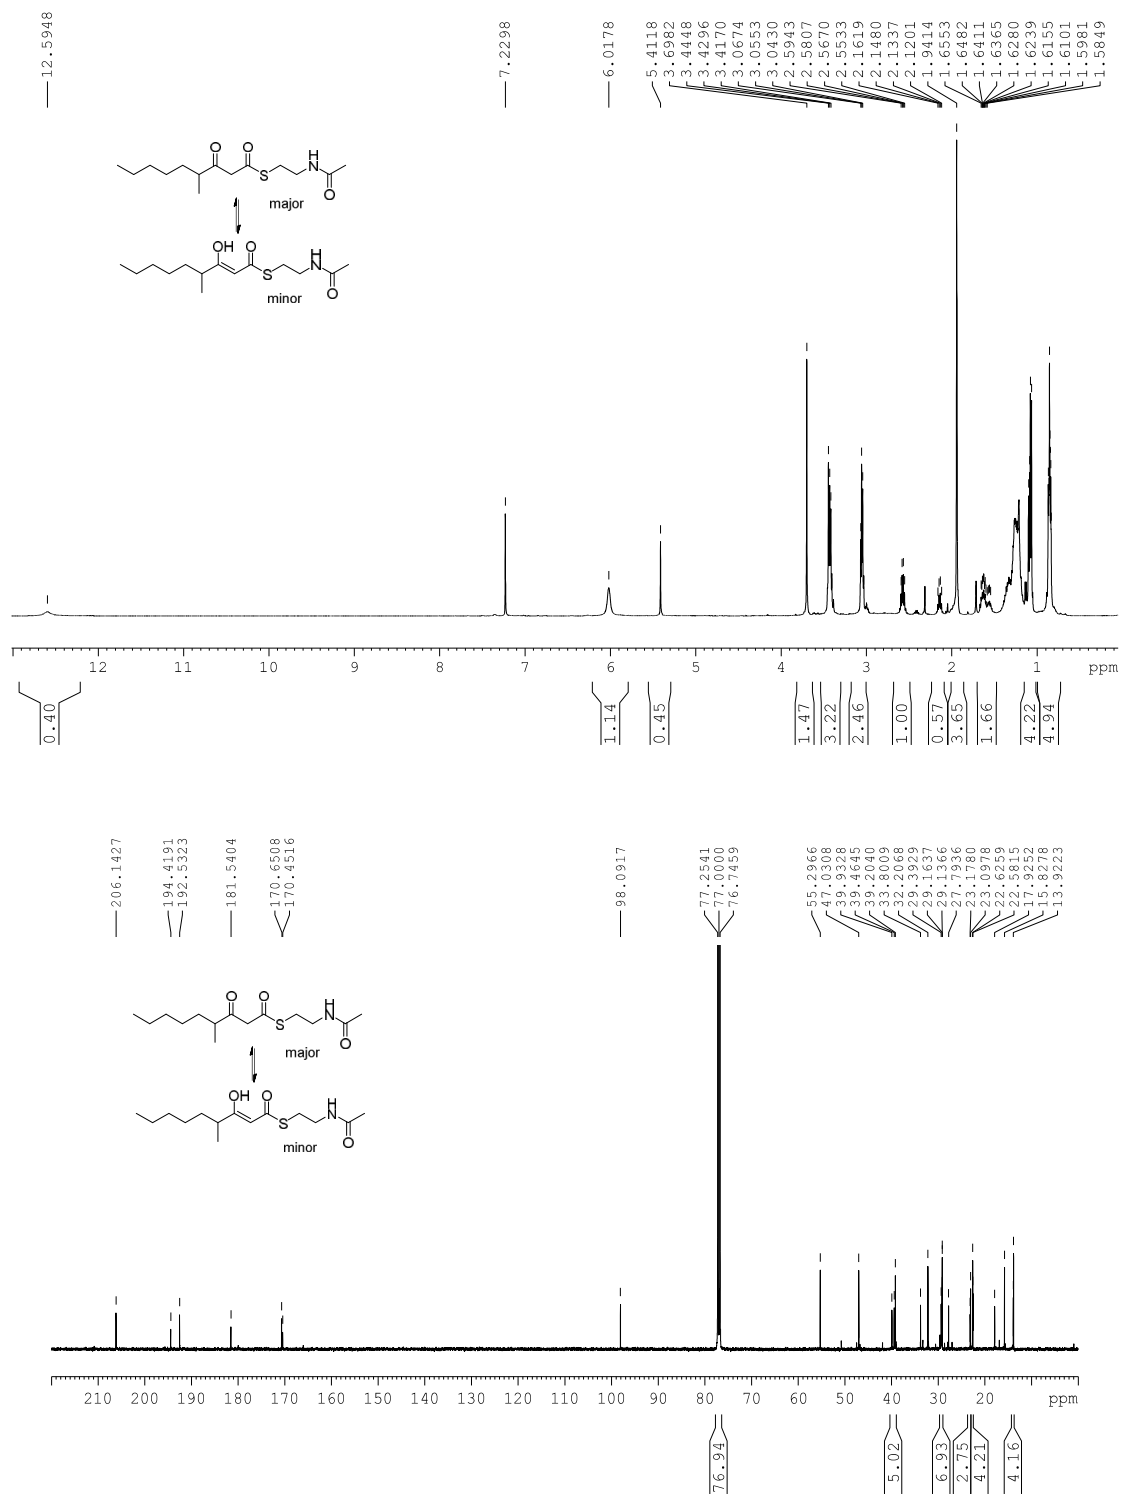 12.5948
7.2298
6.0178
5.4118
3.6982
3.4448
3.4296
3.4170
3.0674
3.0553
3.0430
2.5943
2.5807
2.5670
2.5533
2.1619
2.1480
2.1337
2.1201
1.9414
1.6553
1.6482
1.6411
1.6365
1.6280
1.6239
1.6155
1.6101
1.5981
1.5849
O O
H
N
S
O
major
OH O
H
N
S
O
minor
12 11 10 9 8 7 6 5 4 3 2 1 ppm
0.40
1.14
0.45
1.47
3.22
2.46
1.00
0.57
3.65
1.66
4.22
4.94
206.1427
194.4191
192.5323
181.5404
170.6508
170.4516
98.0917
77.2541
77.0000
76.7459
55.2966
47.0308
39.9328
39.4645
39.2040
33.8009
32.2068
29.3929
29.1637
29.1366
27.7936
23.1780
23.0978
22.6259
22.5815
17.9252
15.8278
13.9223
O O
H
N
S
O
major
OH O
H
N
S
O
minor
210 200 190 180 170 160 150 140 130 120 110 100 90 80 70 60 50 40 30 20 ppm
76.94
5.02
6.93
2.75
4.21
4.16